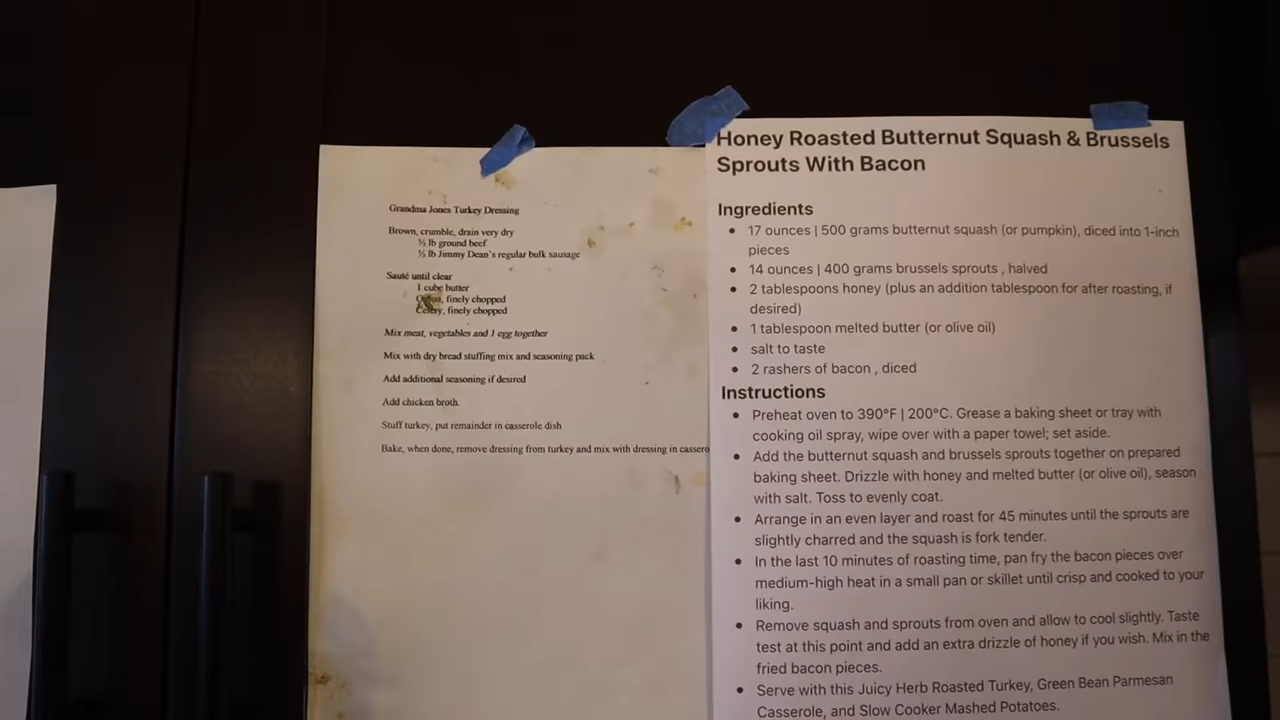 Grandma Jones Turkey Dressing
Brown, crumble, drain very dry
½ lb ground beef
½ lb Jimmy Dean's regular bulk sausage
Sauté until clear
1 cube butter
Onion, finely chopped
Celery, finely chopped
Mix meat, vegetables and 1 egg together
Mix with dry bread stuffing mix and seasoning pack
Add additional seasoning if desired
Add chicken broth.
Stuff turkey, put remainder in casserole dish
Bake, when done, remove dressing from turkey and mix with dressing in cassero
Honey Roasted Butternut Squash & Brussels
Sprouts With Bacon
Ingredients
• 17 ounces | 500 grams butternut squash (or pumpkin), diced into 1-inch
pieces
• 14 ounces | 400 grams brussels sprouts , halved
• 2 tablespoons honey (plus an addition tablespoon for after roasting, if
desired)
• 1 tablespoon melted butter (or olive oil)
• salt to taste
• 2 rashers of bacon , diced
Instructions
• Preheat oven to 390°F | 200°C. Grease a baking sheet or tray with
cooking oil spray, wipe over with a paper towel; set aside.
• Add the butternut squash and brussels sprouts together on prepared
baking sheet. Drizzle with honey and melted butter (or olive oil), season
with salt. Toss to evenly coat.
• Arrange in an even layer and roast for 45 minutes until the sprouts are
slightly charred and the squash is fork tender.
• In the last 10 minutes of roasting time, pan fry the bacon pieces over
medium-high heat in a small pan or skillet until crisp and cooked to your
liking.
• Remove squash and sprouts from oven and allow to cool slightly. Taste
test at this point and add an extra drizzle of honey if you wish. Mix in the
fried bacon pieces.
• Serve with this Juicy Herb Roasted Turkey, Green Bean Parmesan
Casserole, and Slow Cooker Mashed Potatoes.